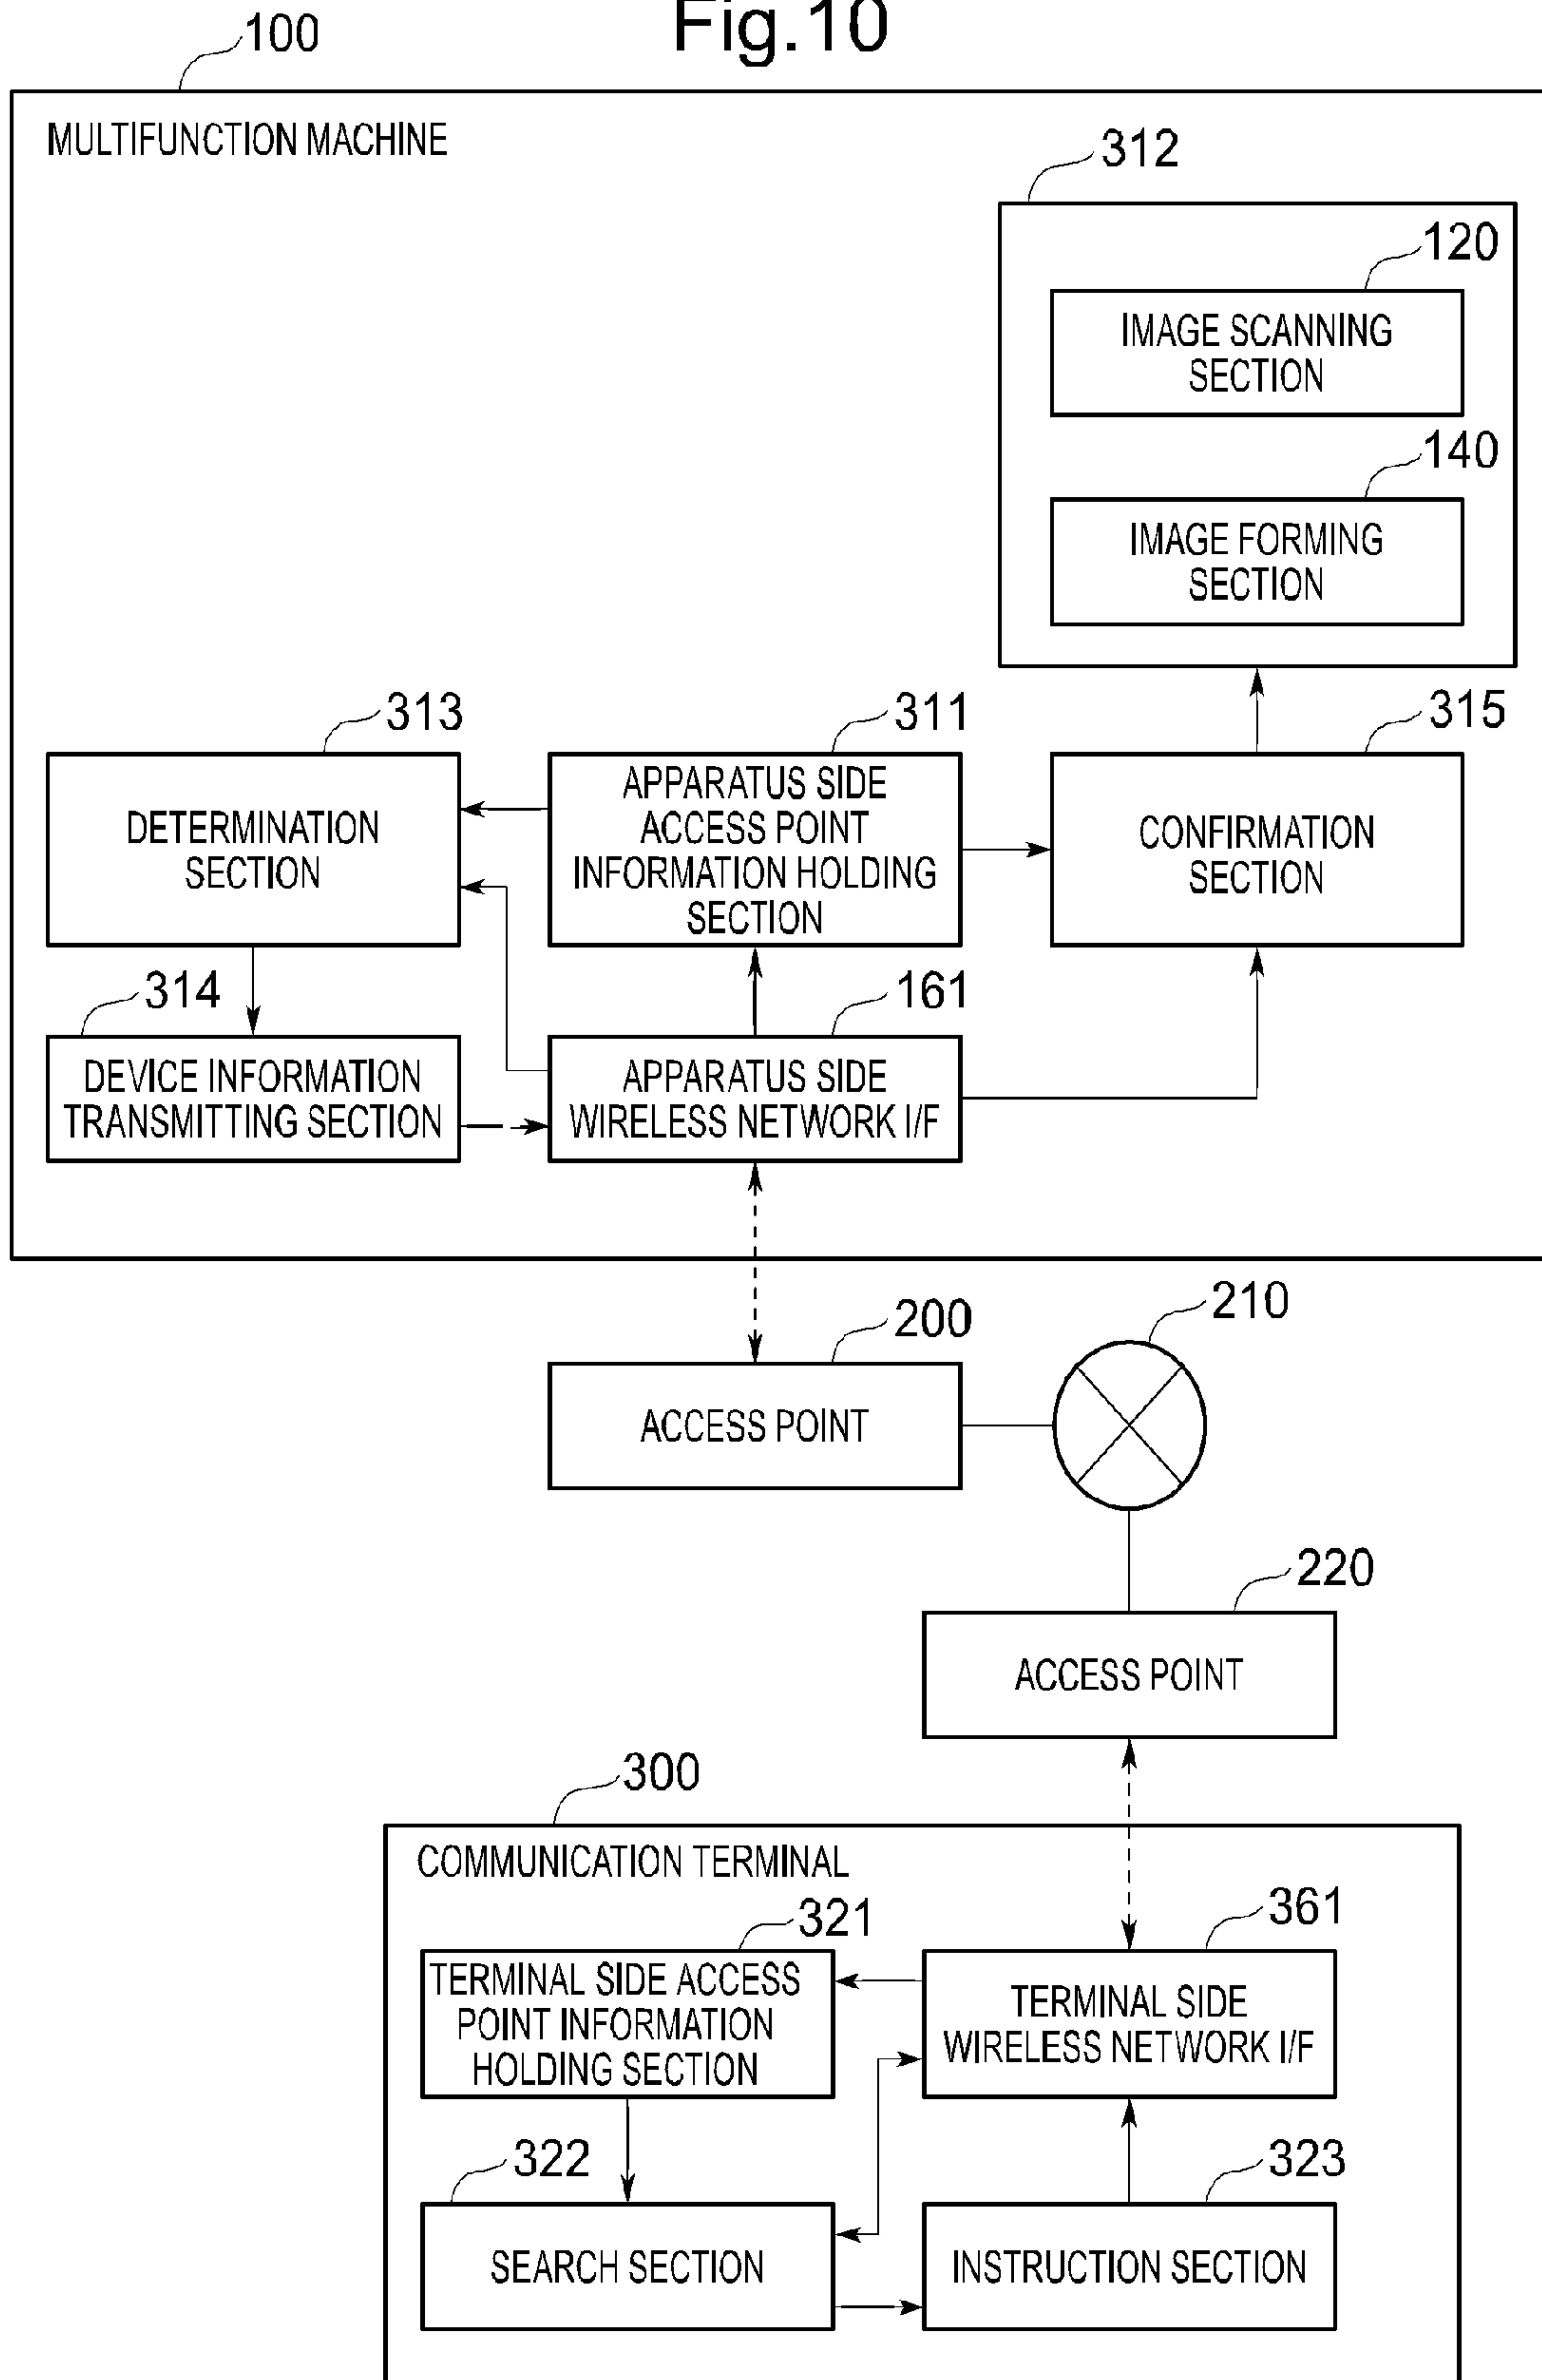 Fig.10
100
MULTIFUNCTION MACHINE
312
120
IMAGE SCANNING
SECTION
140
IMAGE FORMING
SECTION
313
DETERMINATION
SECTION
311
APPARATUS SIDE
ACCESS POINT
INFORMATION HOLDING
SECTION
315
CONFIRMATION
SECTION
314
DEVICE INFORMATION
TRANSMITTING SECTION
161
APPARATUS SIDE
WIRELESS NETWORK I/F
200
ACCESS POINT
210
220
ACCESS POINT
300
COMMUNICATION TERMINAL
321
TERMINAL SIDE ACCESS
POINT INFORMATION
HOLDING SECTION
361
TERMINAL SIDE
WIRELESS NETWORK I/F
322
SEARCH SECTION
323
INSTRUCTION SECTION